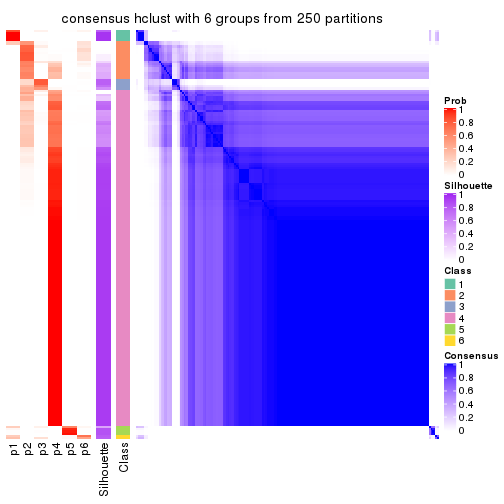 consensus hclust with 6 groups from 250 partitions
Prob
1
0.8
0.6
0.4
0.2
0
Silhouette
1
0.8
0.6
0.4
0.2
0
Class
1
2
3
4
5
6
Consensus
1
0.8
0.6
0.4
0.2
0
p1
p2
p3
p4
p5
p6
Silhouette
Class